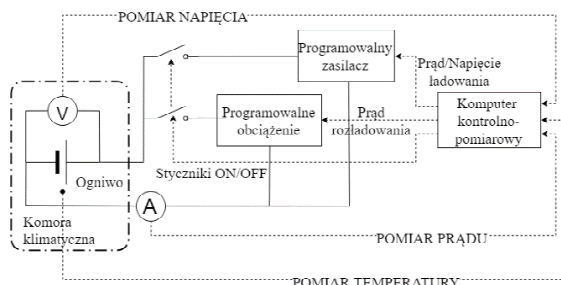 POMIAR NAPIĘCIA
Programowalny
zasilacz
Prąd/Napięcie
ładowania
V
Programowalne
obciążenie
Prąd
rozładowania
Komputer
kontrolno-
pomiarowy
Ogniwo
Styczniki ON/OFF
A
Komora
klimatyczna
POMIAR PRĄDU
POMIAR TEMPERATURY